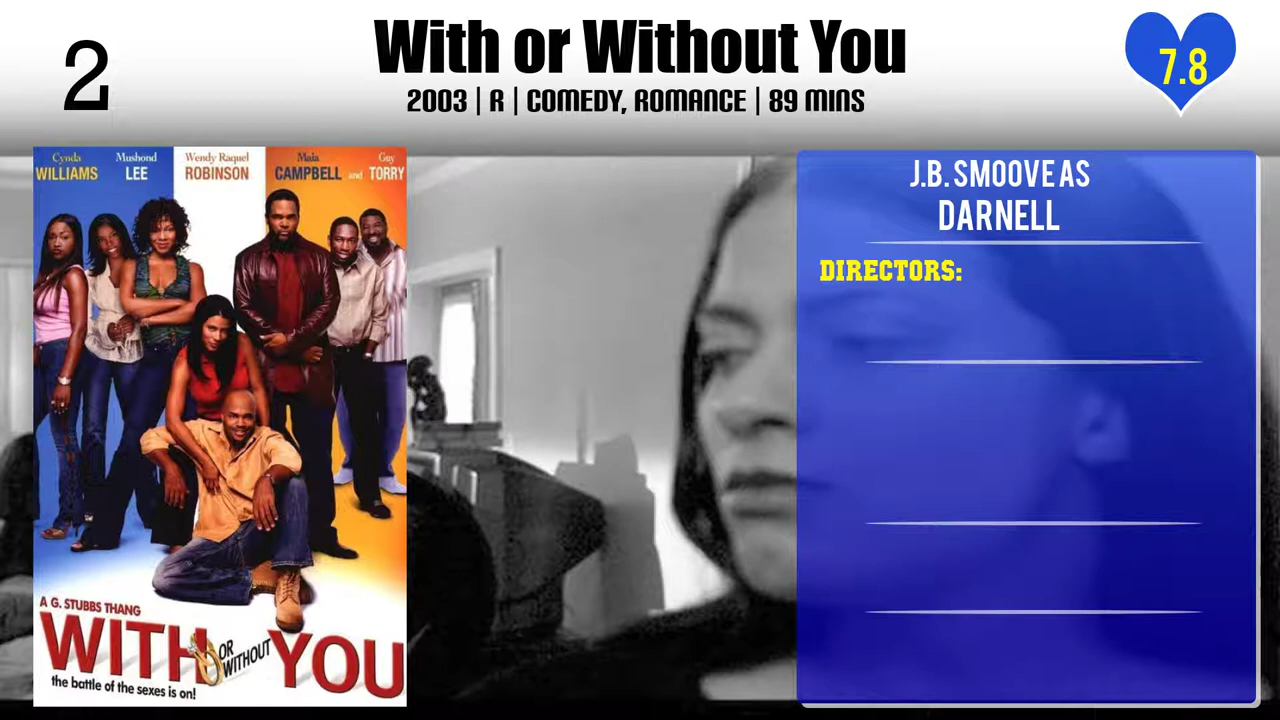 2
With or Without You
2003 | R | COMEDY, ROMANCE | 89 MINS
7.8
Cynda WILLIAMS
Mushond LEE
Wendy Raquel ROBINSON
Maia CAMPBELL
and
Guy TORRY
A G. STUBBS THANG
WITH OR WITHOUT YOU
the battle of the sexes is on!
J.B. SMOOVE AS
DARNELL
DIRECTORS: